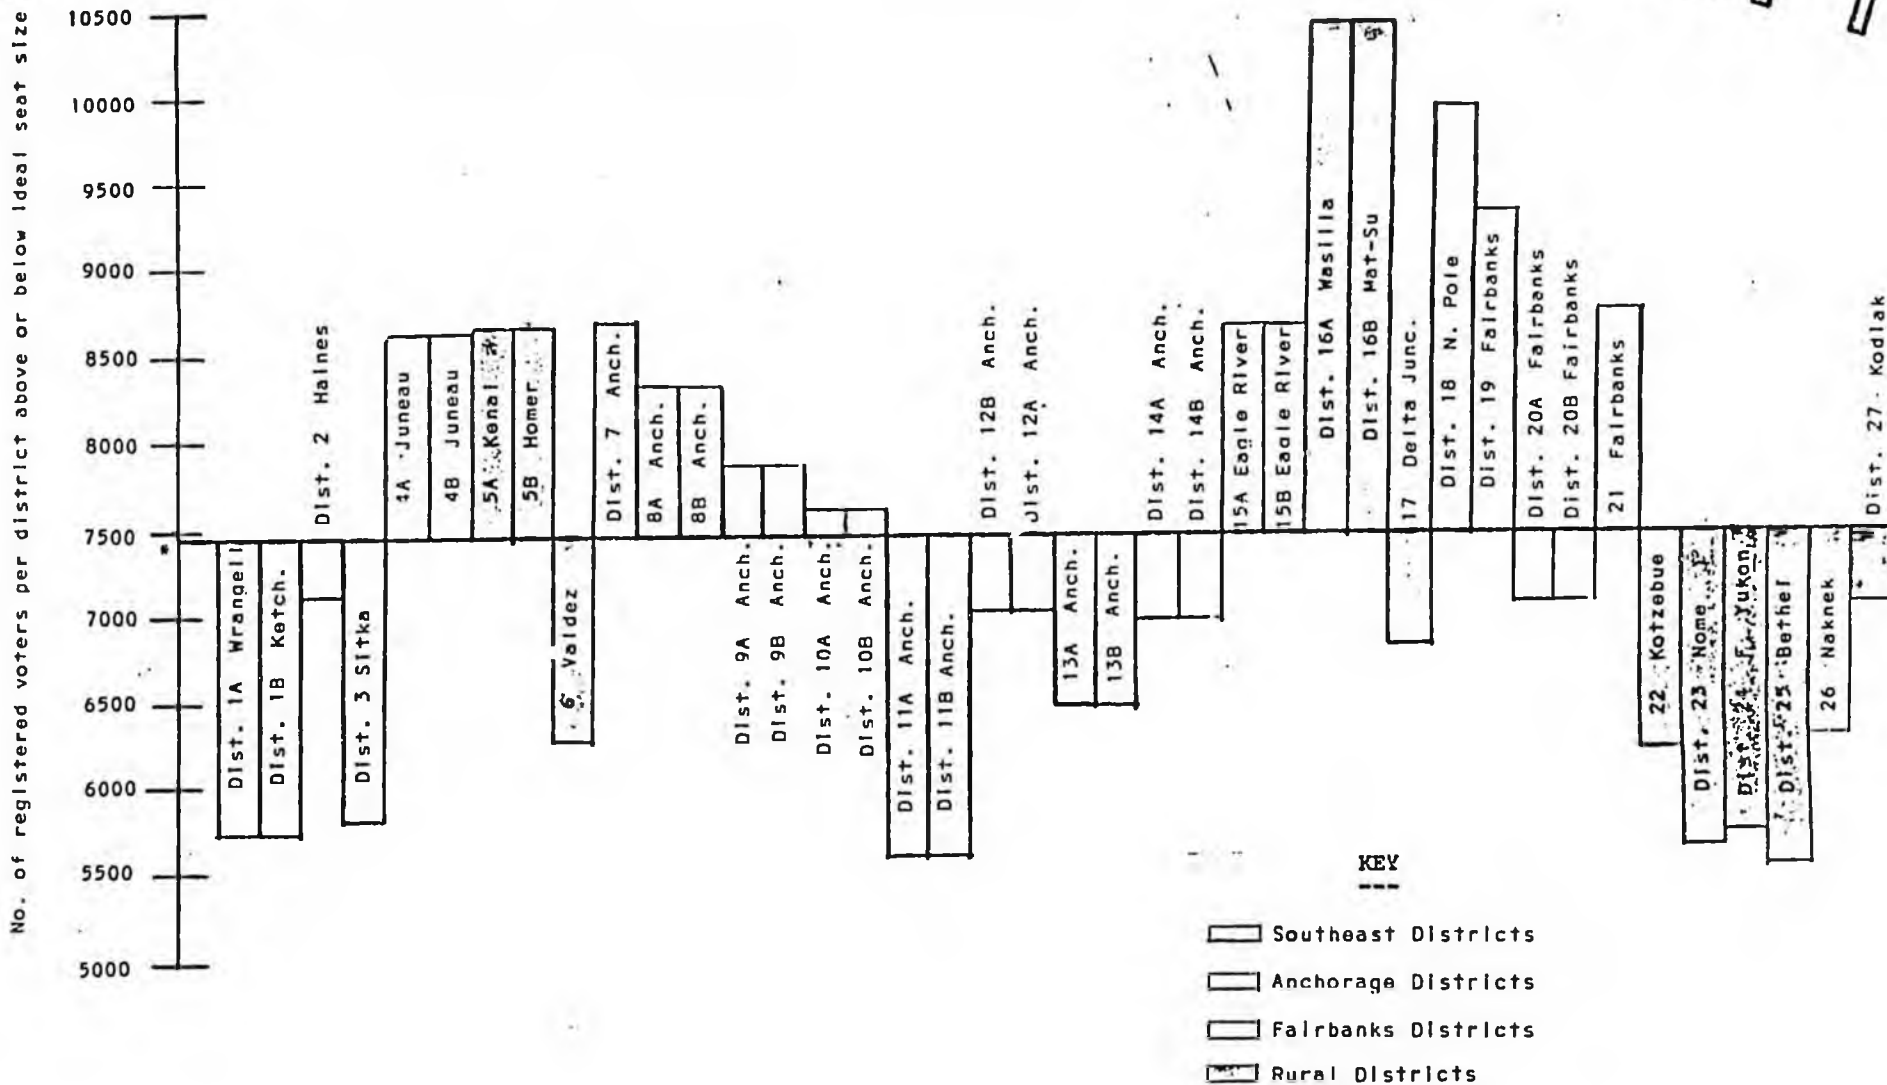 No. of registered voters per district above or below ideal seat size
10500
10000
9500
9000
8500
8000
7500
7000
6500
6000
5500
5000
Dist. 1A Wrangell
Dist. 1B Ketch.
Dist. 2 Haines
Dist. 3 Sitka
4A Juneau
4B Juneau
5A Kenai
5B Homer
6 Valdez
Dist. 7 Anch.
8A Anch.
8B Anch.
Dist. 9A Anch.
Dist. 9B Anch.
Dist. 10A Anch.
Dist. 10B Anch.
Dist. 11A Anch.
Dist. 11B Anch.
Dist. 12B Anch.
Dist. 12A Anch.
13A Anch.
13B Anch.
Dist. 14A Anch.
Dist. 14B Anch.
15A Eagle River
15B Eagle River
Dist. 16A Wasilla
Dist. 16B Mat-Su
17 Delta Junc.
Dist. 18 N. Pole
Dist. 19 Fairbanks
Dist. 20A Fairbanks
Dist. 20B Fairbanks
21 Fairbanks
22 Kotzebue
Dist. 23 Nome
Dist. 24 Ft. Yukon
Dist. 25 Bethel
26 Naknek
Dist. 27 Kodiak
KEY
Southeast Districts
Anchorage Districts
Fairbanks Districts
Rural Districts